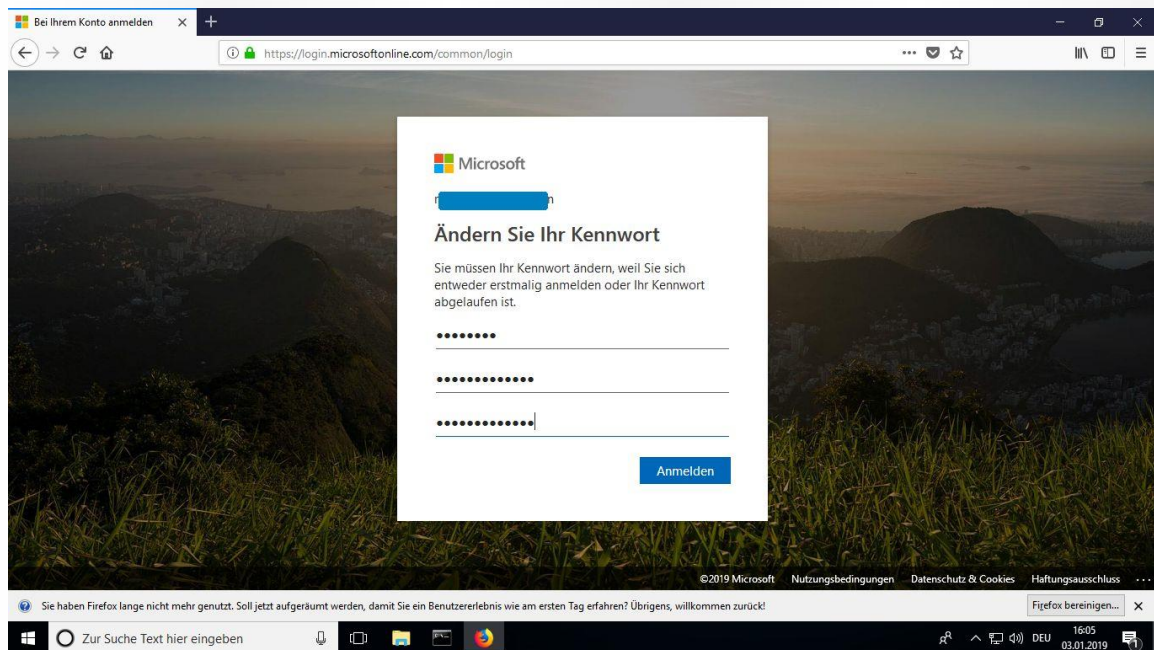 Bei Ihrem Konto anmelden
https://login.microsoftonline.com/common/login
Microsoft
r n
Ändern Sie Ihr Kennwort
Sie müssen Ihr Kennwort ändern, weil Sie sich
entweder erstmalig anmelden oder Ihr Kennwort
abgelaufen ist.
••••••••
•••••••••••••
•••••••••••••
Anmelden
©2019 Microsoft Nutzungsbedingungen Datenschutz & Cookies Haftungsausschluss ...
Sie haben Firefox lange nicht mehr genutzt. Soll jetzt aufgeräumt werden, damit Sie ein Benutzererlebnis wie am ersten Tag erfahren? Übrigens, willkommen zurück! Firefox bereinigen...
Zur Suche Text hier eingeben DEU 16:05
03.01.2019 1